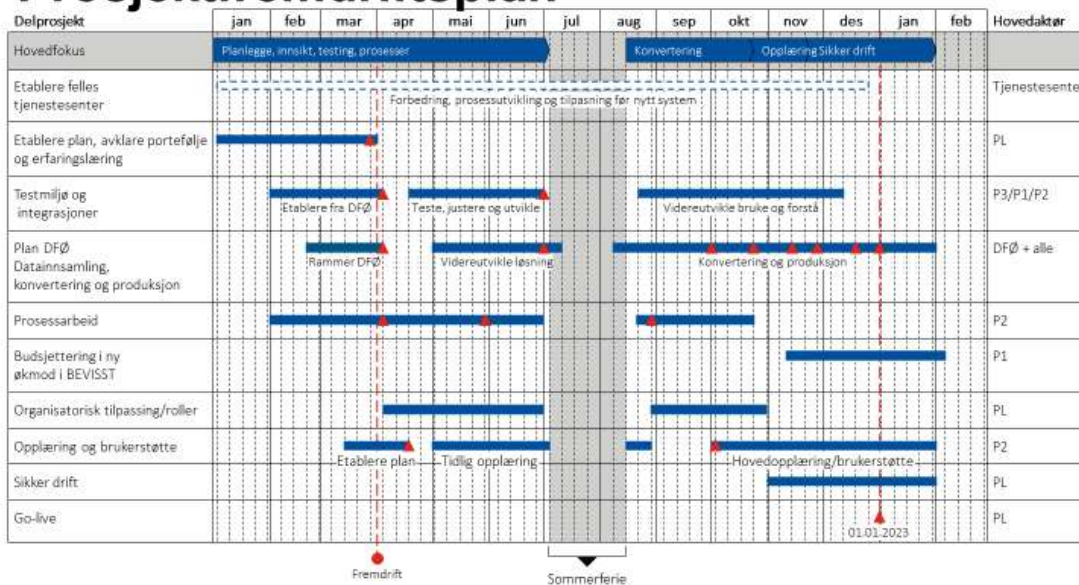 Prosjektfremdriftsplan
Delprosjekt jan feb mar apr mai jun jul aug sep okt nov des jan feb Hovedaktør
Hovedfokus Planlegge, innsikt, testing, prosesser Konvertering Opplæring Sikker drift
Etablere felles Tjenestesente
tjenestesenter Forbedring, prosessutvikling og tilpasning før nytt system
Etablere plan, avklare portefølje PL
og erfaringslæring
Testmiljø og P3/P1/P2
integrasjoner Etablere fra DFØ Teste, justere og utvikle Videreutvikle bruke og forstå
Plan DFØ DFØ + alle
Datainnsamling, Rammer DFØ Videreutvikle løsning Konvertering og produksjon
konvertering og produksjon
Prosessarbeid P2
Budsjettering i ny P1
økmod i BEVISST
Organisatorisk tilpassing/roller PL
Opplæring og brukerstøtte P2
Etablere plan Tidlig opplæring Hovedopplæring/brukerstøtte
Sikker drift PL
Go-live PL
01.01.2023
Fremdrift Sommerferie